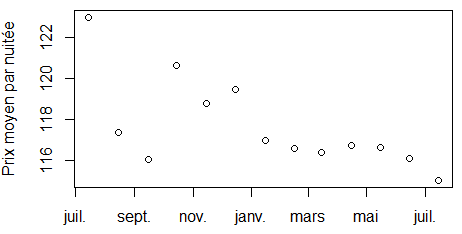 Prix moyen par nuitée
122
120
118
116
juil. sept. nov. janv. mars mai juil.